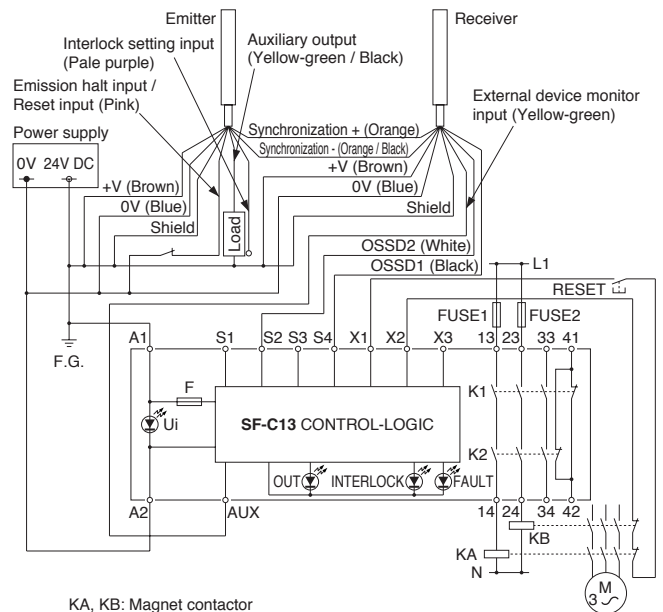 Emitter
Receiver
Interlock setting input
(Pale purple)
Auxiliary output
(Yellow-green / Black)
Emission halt input /
Reset input (Pink)
External device monitor
input (Yellow-green)
Power supply
0V 24V DC
Synchronization + (Orange)
Synchronization - (Orange / Black)
+V (Brown)
0V (Blue)
+V (Brown)
0V (Blue)
Shield
Load
OSSD2 (White)
OSSD1 (Black)
L1
RESET
FUSE1
FUSE2
F.G.
A1
S1
S2
S3
S4
X1
X2
X3
13
23
33
41
F
Ui
K1
SF-C13 CONTROL-LOGIC
K2
OUT
INTERLOCK
FAULT
A2
AUX
14
24
34
42
KB
KA
N
M
3
KA, KB: Magnet contactor